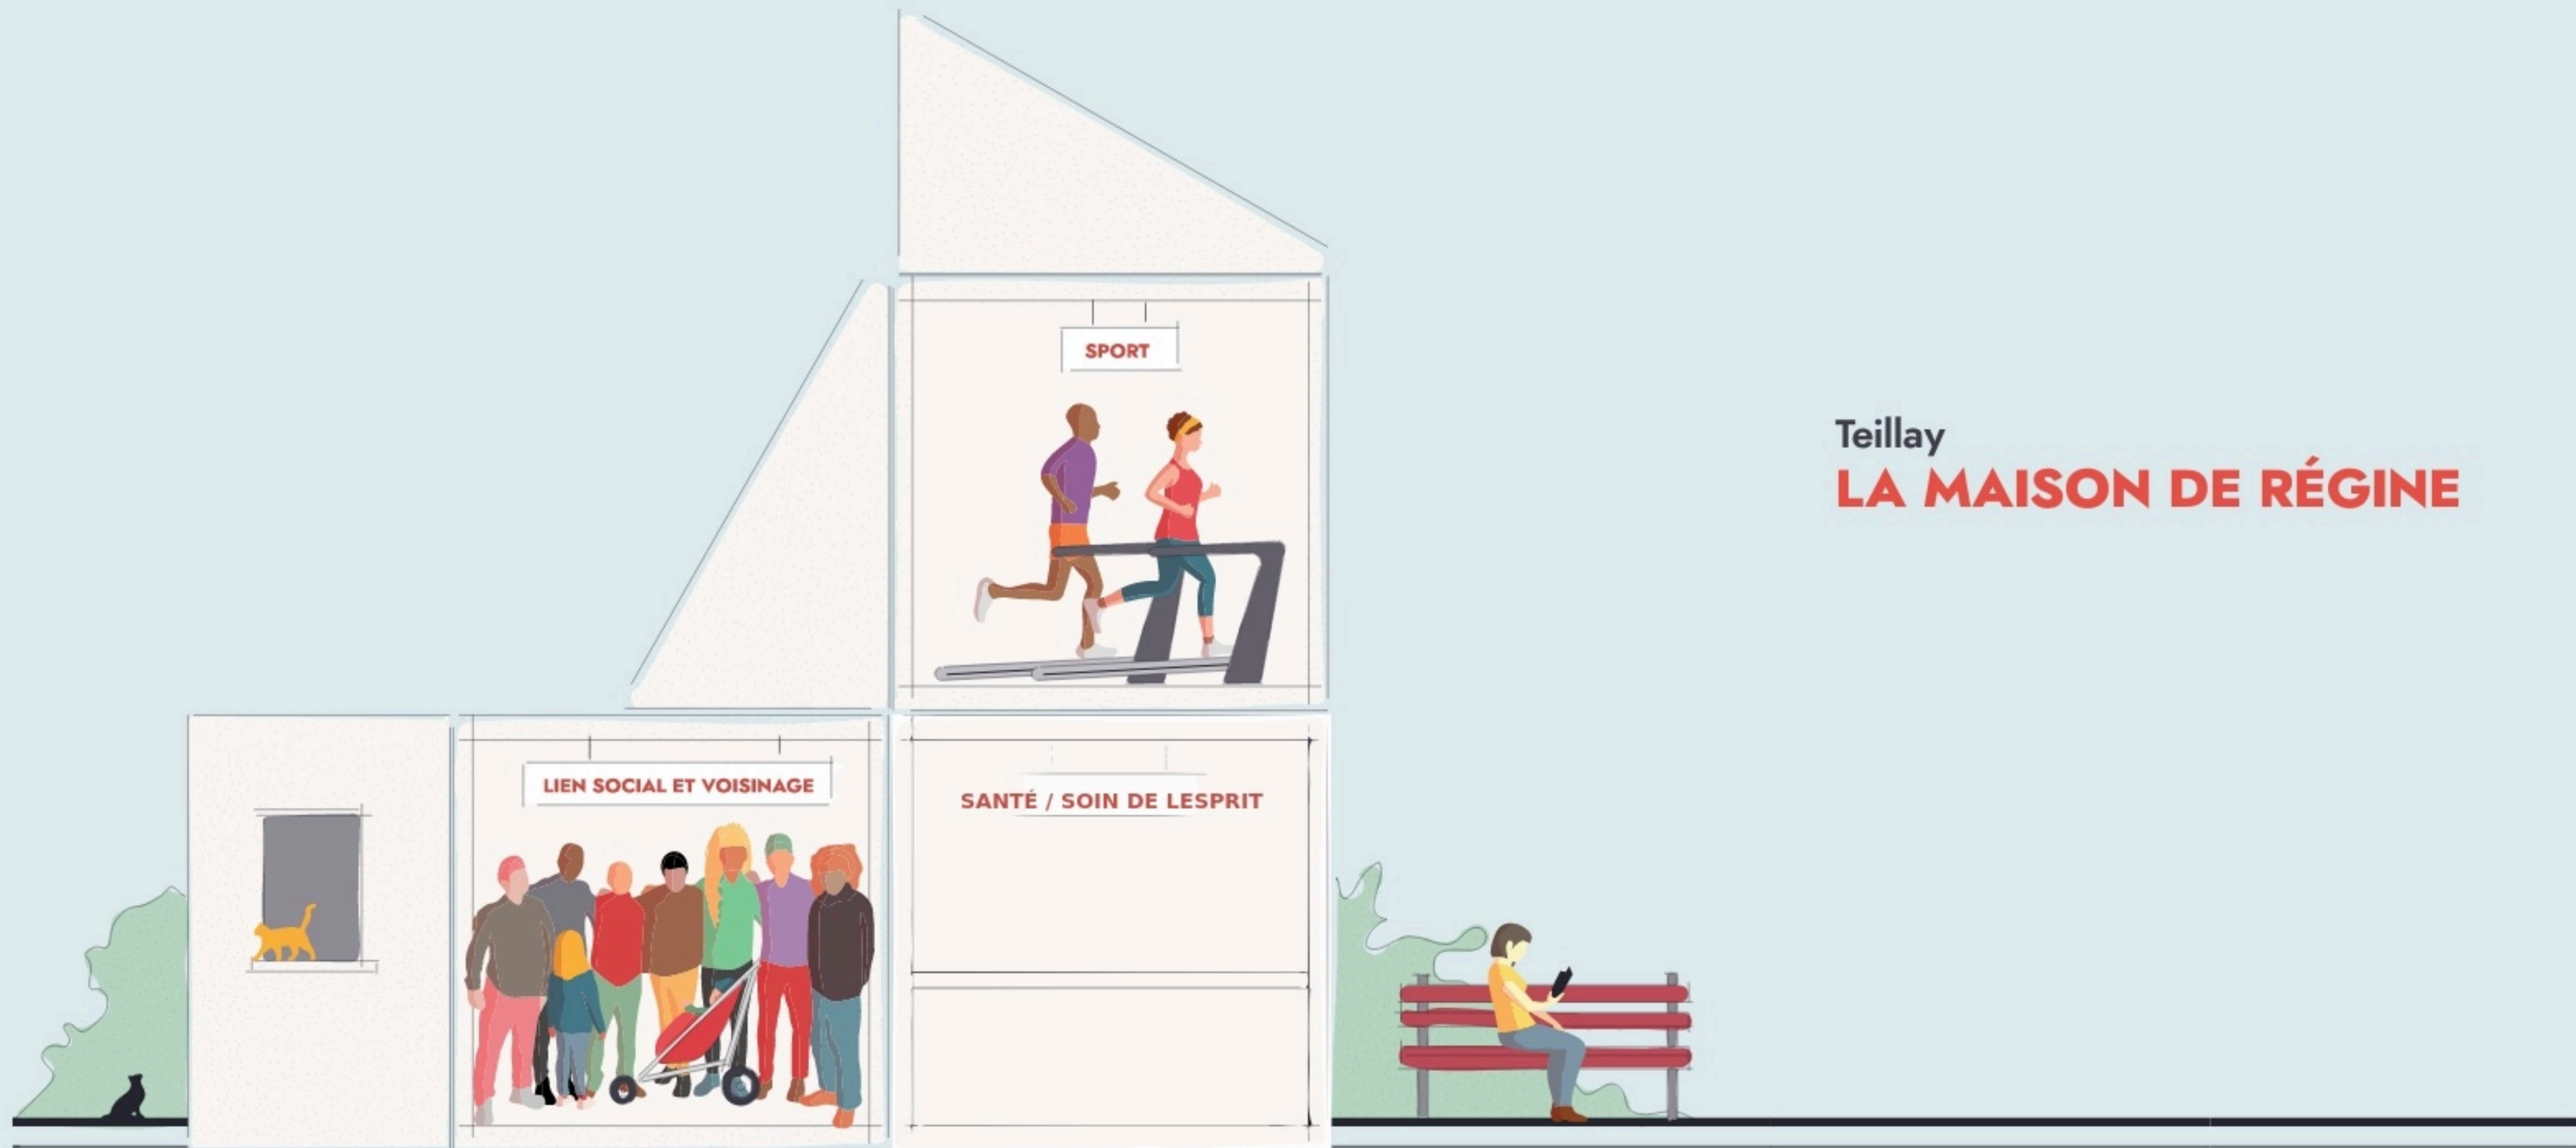 SPORT
Teillay
LA MAISON DE RÉGINE
LIEN SOCIAL ET VOISINAGE
SANTÉ / SOIN DE LESPRIT